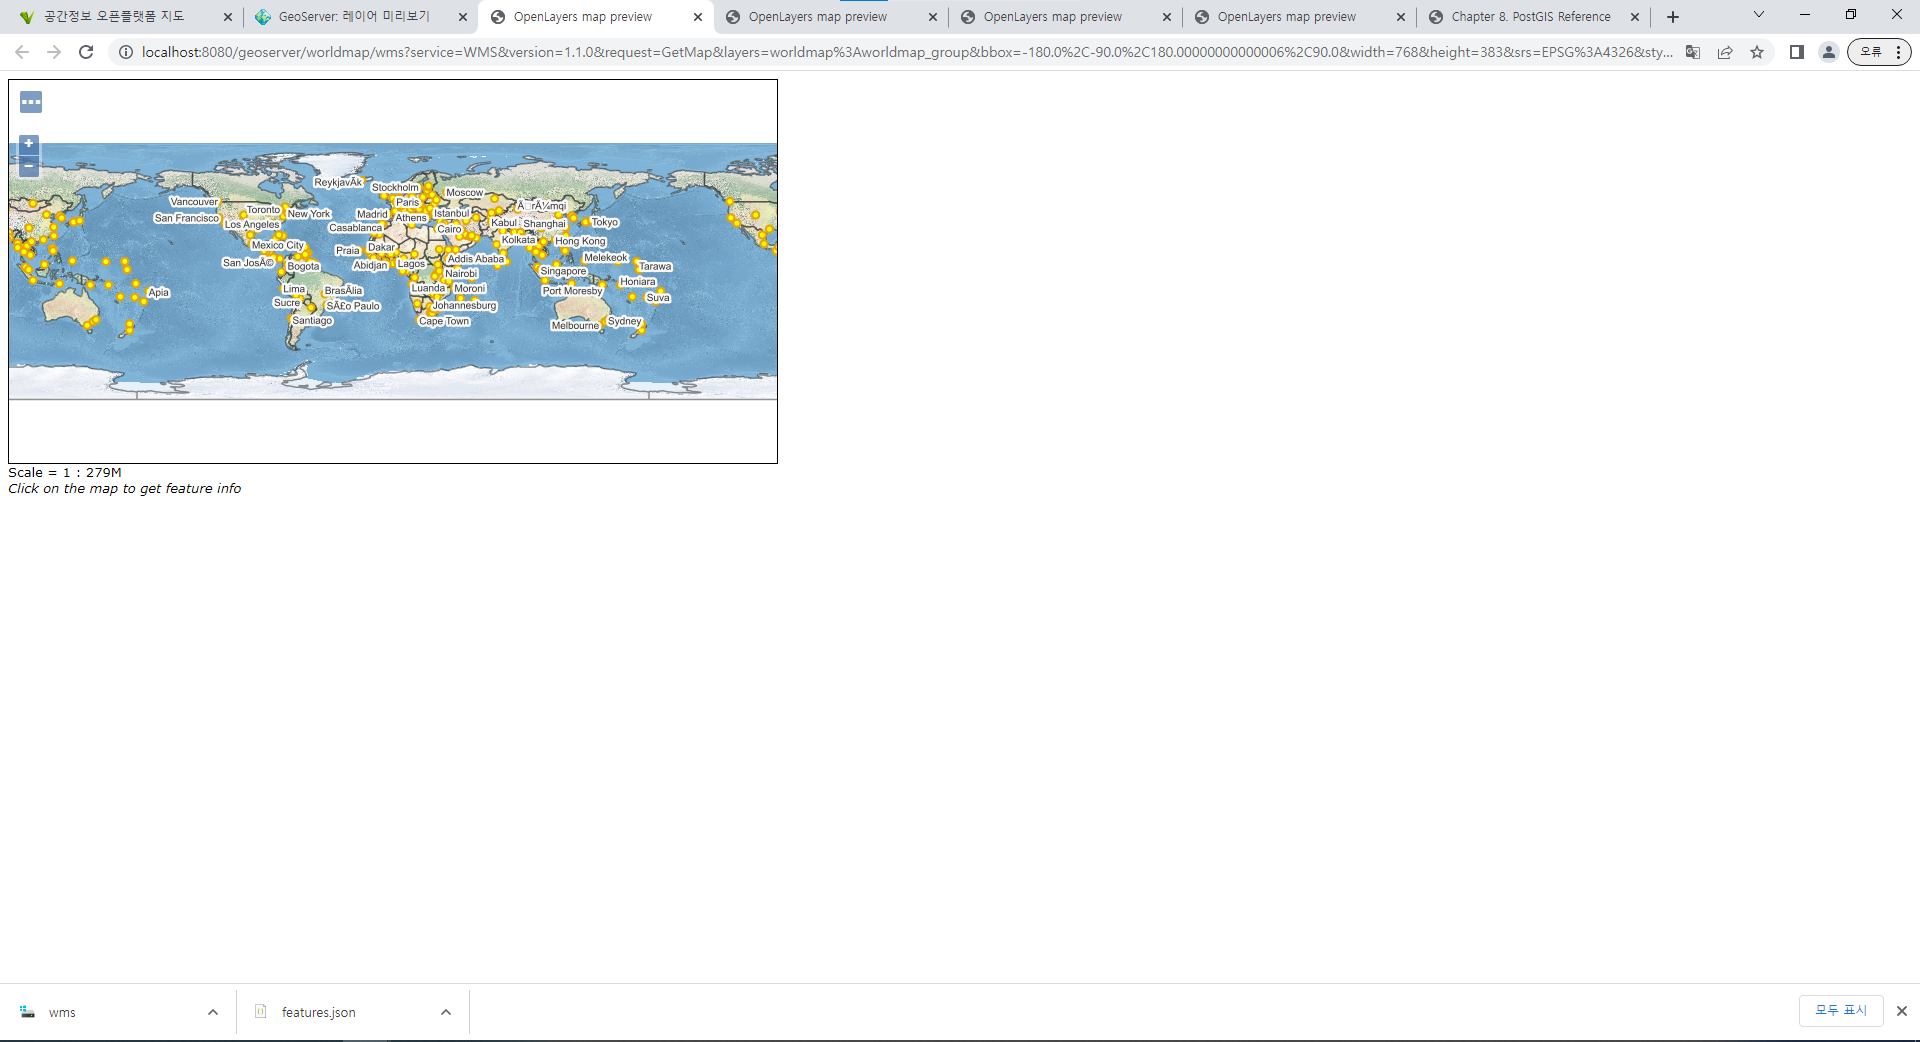 공간정보 오픈플랫폼 지도
GeoServer: 레이어 미리보기
OpenLayers map preview
OpenLayers map preview
OpenLayers map preview
OpenLayers map preview
Chapter 8. PostGIS Reference
localhost:8080/geoserver/worldmap/wms?service=WMS&version=1.1.0&request=GetMap&layers=worldmap%3Aworldmap_group&bbox=-180.0%2C-90.0%2C180.00000000000006%2C90.0&width=768&height=383&srs=EPSG%3A4326&sty...
오류
ReykjavÃ­k
Stockholm
Moscow
Vancouver
Paris
Toronto
New York
Madrid
Istanbul
San Francisco
Athens
Los Angeles
Kabul
Shanghai
Tokyo
Casablanca
Cairo
Kolkata
Hong Kong
Mexico City
Praia
Dakar
San JosÃ©
Bogota
Abidjan
Lagos
Addis Ababa
Melekeok
Tarawa
Nairobi
Singapore
Honiara
Apia
Lima
BrasÃ­lia
Luanda
Moroni
Port Moresby
Suva
Sucre
SÃ£o Paulo
Johannesburg
Santiago
Cape Town
Melbourne
Sydney
Scale = 1 : 279M
Click on the map to get feature info
wms
features.json
모두 표시